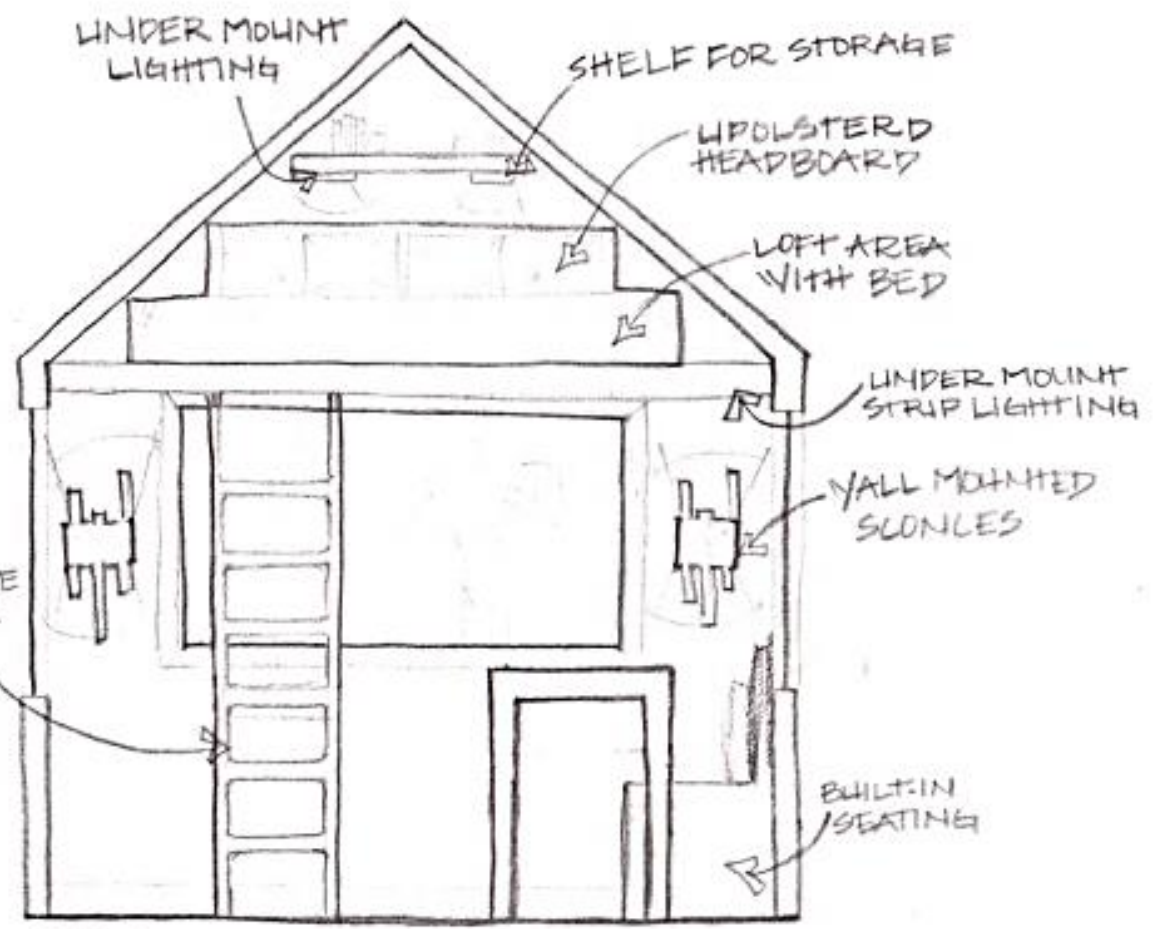 UNDER MOUNT
LIGHTING
SHELF FOR STORAGE
UPOLSTERD
HEADBOARD
LOFT AREA
WITH BED
UNDER MOUNT
STRIP LIGHTING
WALL MOUNTED
SCONCES
E
BUILT-IN
SEATING